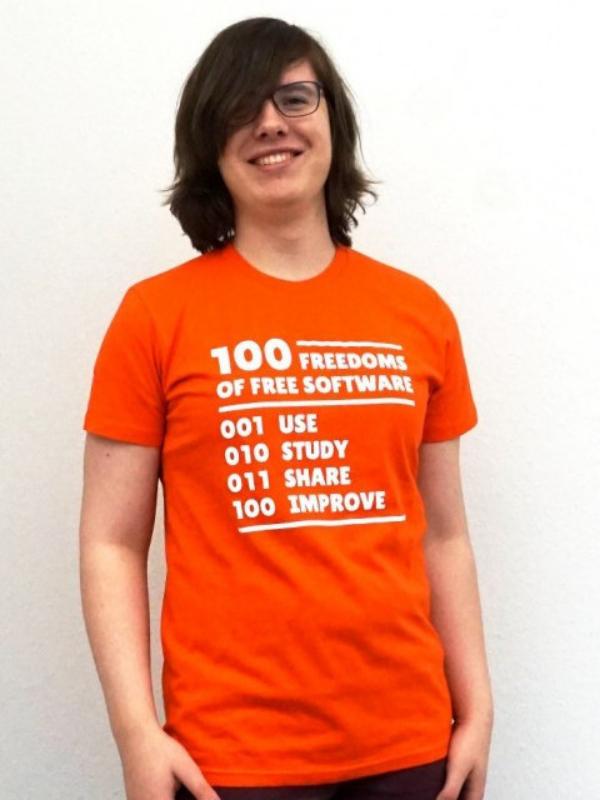 100 FREEDOMS
OF FREE SOFTWARE
001 USE
010 STUDY
011 SHARE
100 IMPROVE